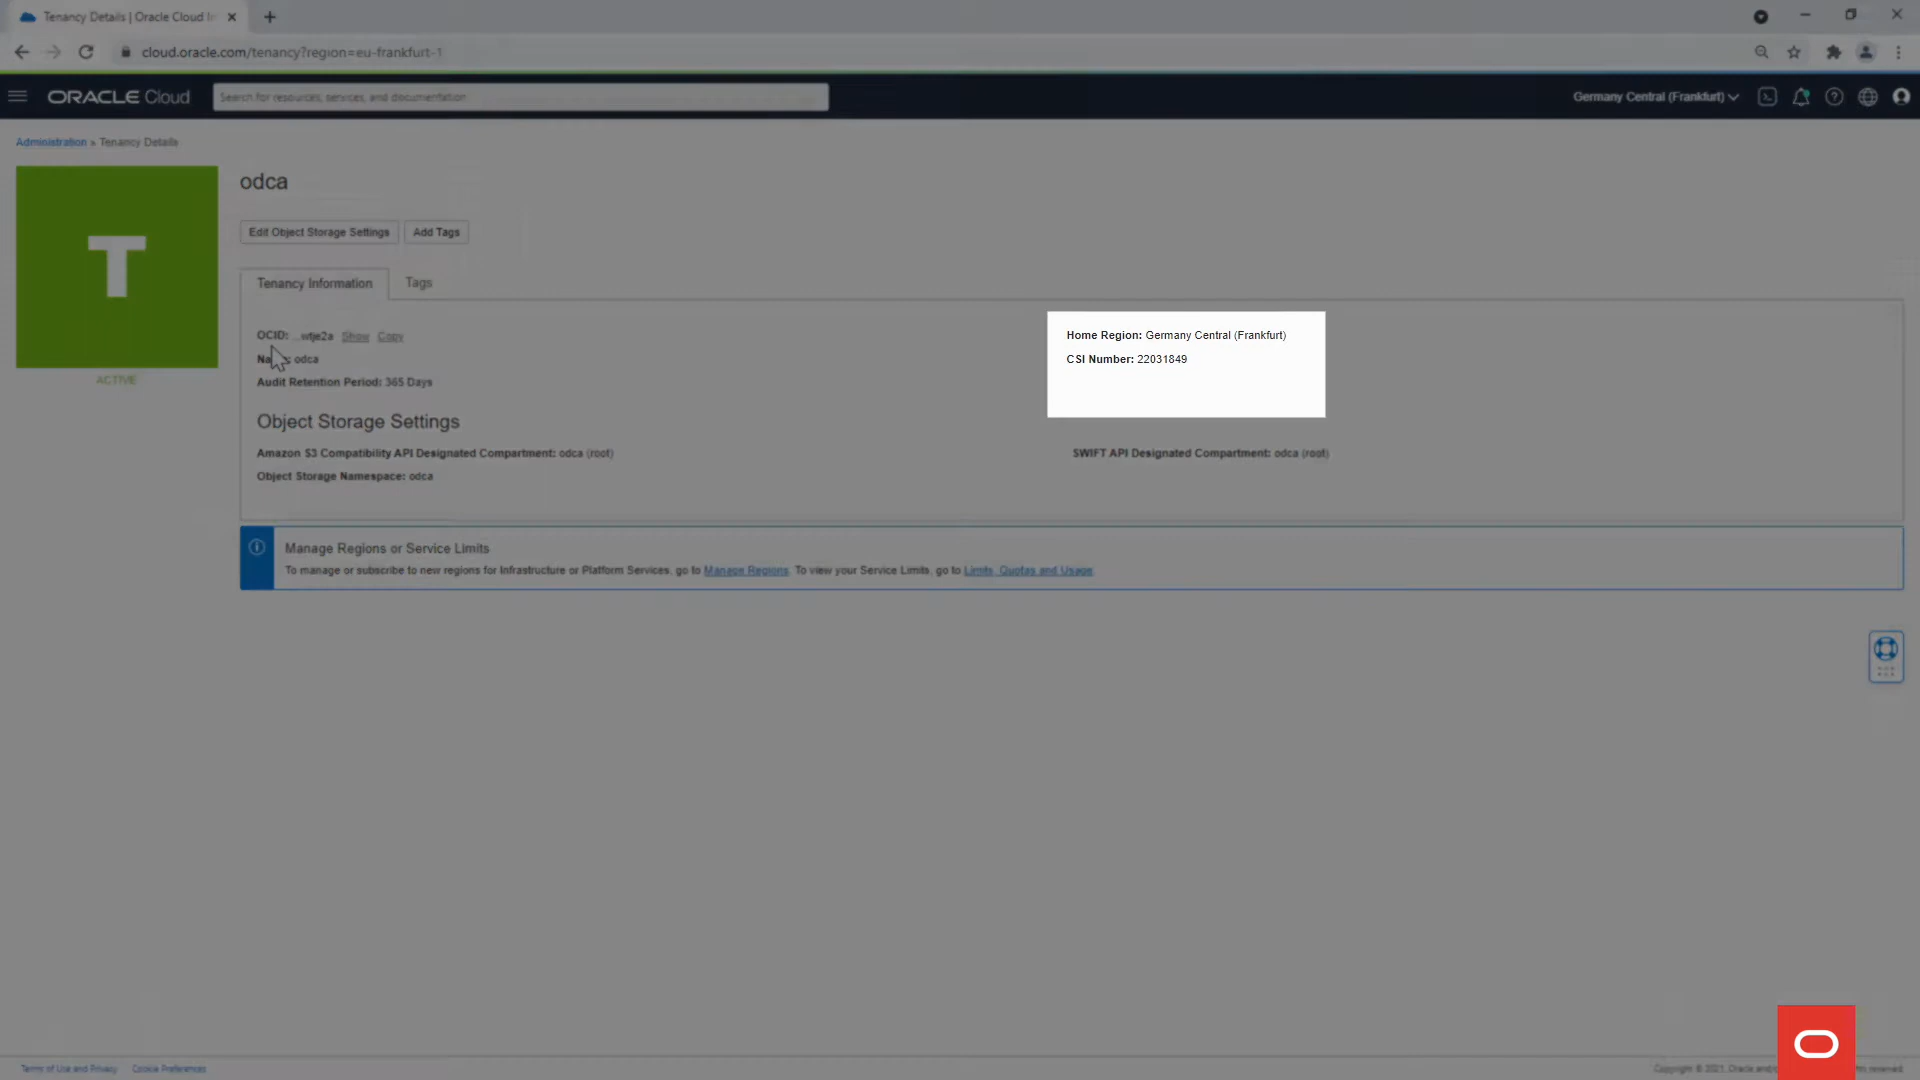 Tenancy Details | Oracle Cloud In
cloud.oracle.com/tenancy?region=eu-frankfurt-1
ORACLE Cloud
Search for resources, services, and documentation
Germany Central (Frankfurt)
Administration » Tenancy Details
T
ACTIVE
odca
Edit Object Storage Settings
Add Tags
Tenancy Information
Tags
OCID: ...wtje2a Show Copy
Home Region: Germany Central (Frankfurt)
Name: odca
CSI Number: 22031849
Audit Retention Period: 365 Days
Object Storage Settings
Amazon S3 Compatibility API Designated Compartment: odca (root)
SWIFT API Designated Compartment: odca (root)
Object Storage Namespace: odca
Manage Regions or Service Limits
To manage or subscribe to new regions for Infrastructure or Platform Services, go to Manage Regions. To view your Service Limits, go to Limits, Quotas and Usage
Terms of Use and Privacy
Cookie Preferences
Copyright © 2021, Oracle and/o
reserved.